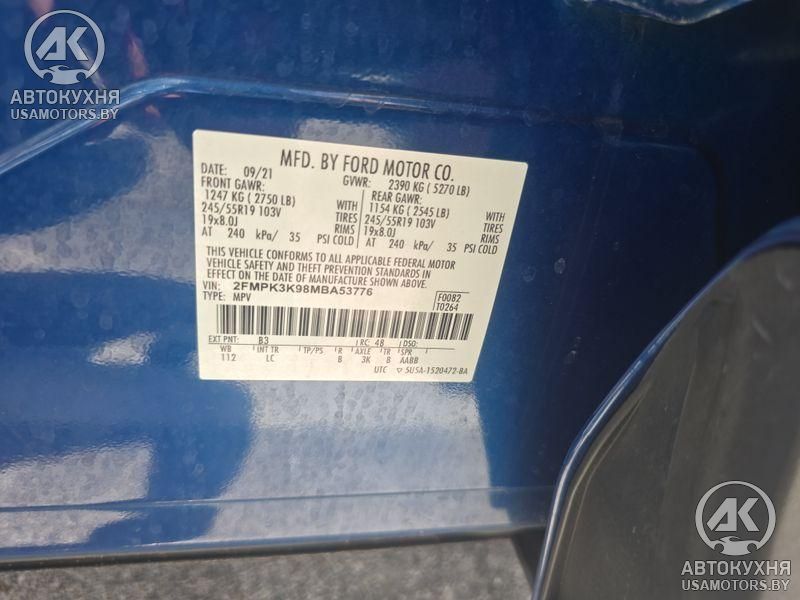 AK
АВТОКУХНЯ
USAMOTORS.BY
MFD. BY FORD MOTOR CO.
DATE: 09/21 GVWR: 2390 KG ( 5270 LB)
FRONT GAWR: REAR GAWR:
1247 KG ( 2750 LB) WITH 1154 KG ( 2545 LB) WITH
245/55R19 103V TIRES 245/55R19 103V TIRES
19x8.0J RIMS 19x8.0J RIMS
AT 240 kPa/ 35 PSI COLD AT 240 kPa/ 35 PSI COLD
THIS VEHICLE CONFORMS TO ALL APPLICABLE FEDERAL MOTOR
VEHICLE SAFETY AND THEFT PREVENTION STANDARDS IN
EFFECT ON THE DATE OF MANUFACTURE SHOWN ABOVE.
VIN: 2FMPK3K98MBA53776 F0082
TYPE: MPV T0264
EXT PNT: B3 RC: 48 DSO:
WB INT TR TP/PS R AXLE TR SPR
112 LC B 3K B AABB
UTC ▽ 5U5A-1520472-BA
AK
АВТОКУХНЯ
USAMOTORS.BY